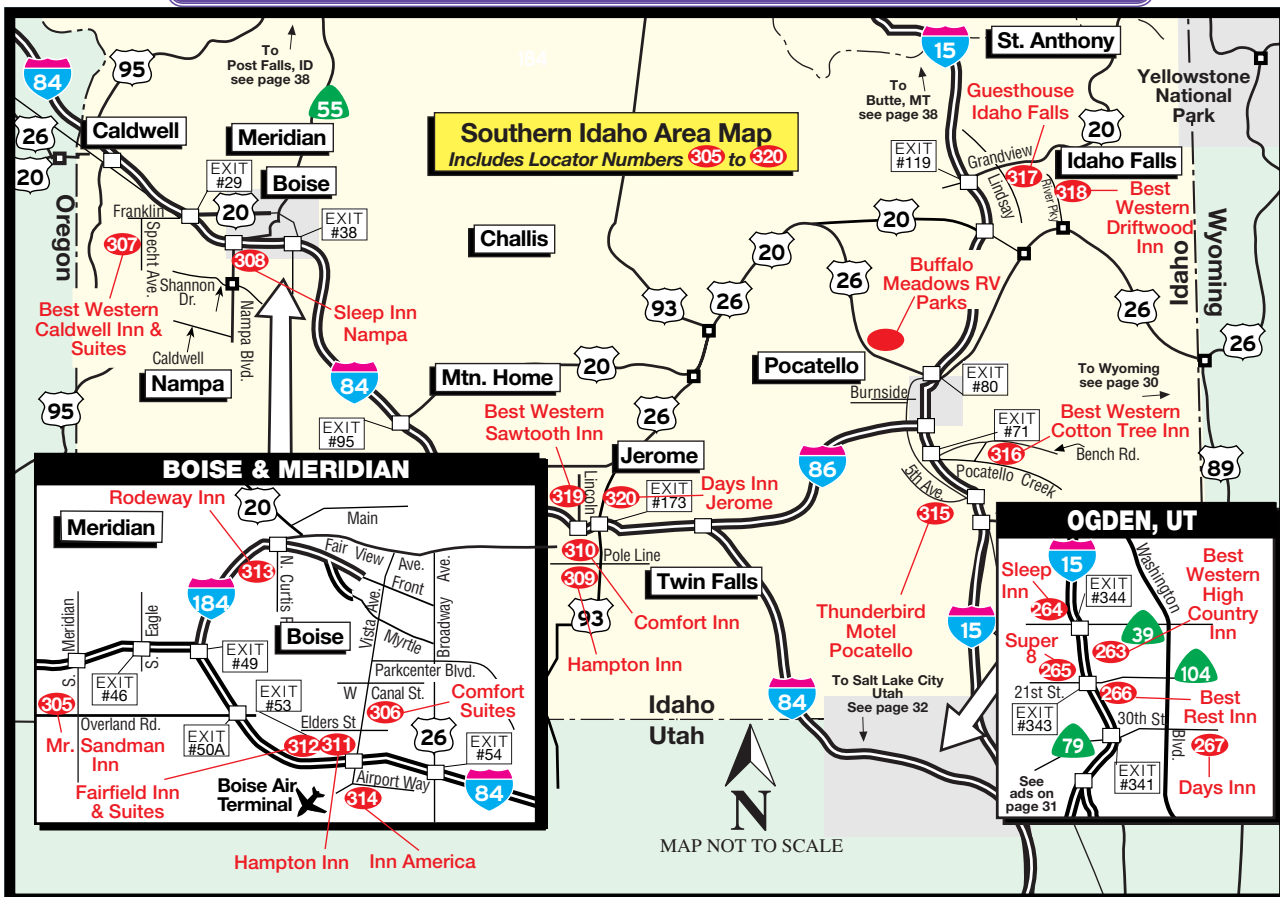 Southern Idaho Area Map
Includes Locator Numbers 305 to 320
164
84
95
To
Post Falls, ID
see page 38
55
26
20
Caldwell
Meridian
Boise
EXIT
#29
20
EXIT
#38
Franklin
Specht Ave.
Oregon
307
308
Shannon
Dr.
Nampa Blvd.
Best Western
Caldwell Inn &
Suites
Sleep Inn
Nampa
Caldwell
Nampa
95
84
EXIT
#95
Challis
Mtn. Home
93
20
26
20
20
26
26
15
St. Anthony
To
Butte, MT
see page 38
Guesthouse
Idaho Falls
Yellowstone
National
Park
EXIT
#119
Grandview
20
Idaho Falls
317
Lindsay
River Pky
318
Best
Western
Driftwood
Inn
Wyoming
Idaho
Buffalo
Meadows RV
Parks
26
26
89
Pocatello
Burnside
EXIT
#80
To Wyoming
see page 30
EXIT
#71
Best Western
Cotton Tree Inn
316
Bench Rd.
Pocatello Creek
5th Ave.
315
86
Best Western
Sawtooth Inn
Jerome
319
Lincoln
320
EXIT
#173
Days Inn
Jerome
310
Pole Line
309
Twin Falls
93
Comfort Inn
Hampton Inn
Thunderbird
Motel
Pocatello
15
To Salt Lake City
Utah
See page 32
84
Idaho
Utah
N
MAP NOT TO SCALE
BOISE & MERIDIAN
Rodeway Inn
20
Main
Meridian
313
Fair View
Ave.
Front
N. Curtis R
184
Boise
Vista Ave.
Myrtle
Broadway Ave.
S. Meridian
S. Eagle
EXIT
#49
EXIT
#46
Parkcenter Blvd.
W
Canal St.
306
Comfort
Suites
305
Overland Rd.
EXIT
#53
EXIT
#50A
Elders St
312
311
26
EXIT
#54
Mr. Sandman
Inn
Fairfield Inn
& Suites
Boise Air
Terminal
Airport Way
84
314
Hampton Inn
Inn America
OGDEN, UT
15
Washington
Blvd.
Sleep
Inn
264
EXIT
#344
Best
Western
High
Country
Inn
39
263
Super
8
265
104
21st St.
266
Best
Rest Inn
EXIT
#343
30th St
79
267
Days Inn
EXIT
#341
See
ads on
page 31